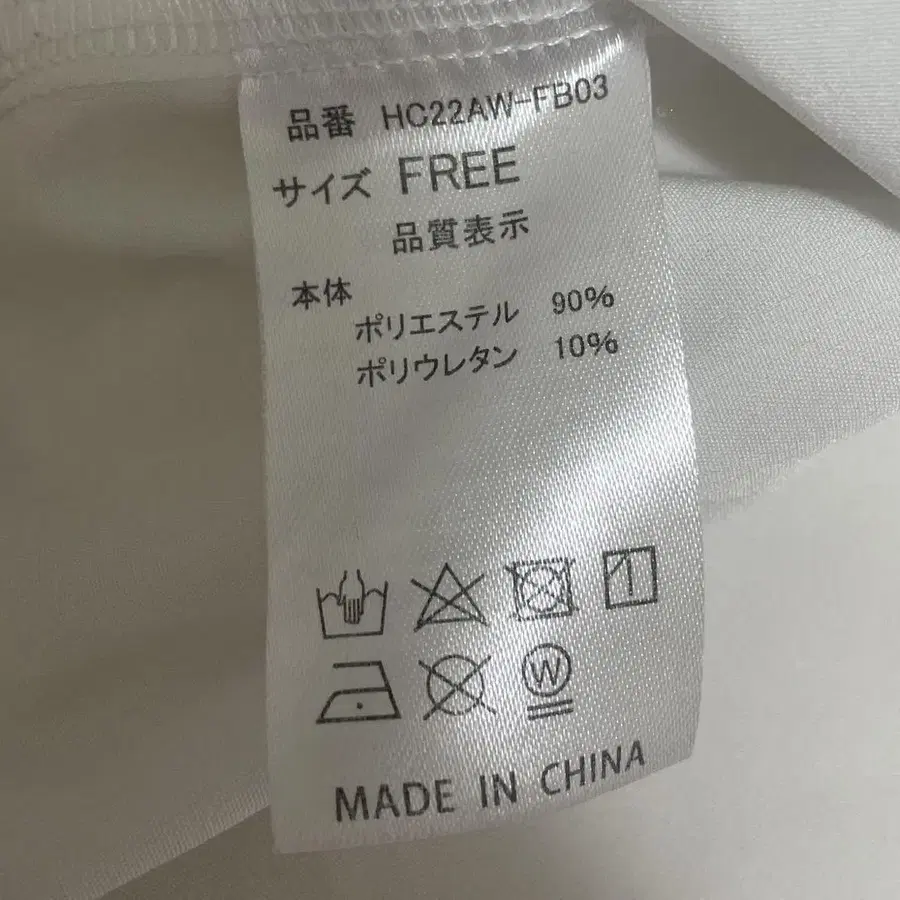 品番 HC22AW-FB03
サイズ FREE
品質表示
本体
ポリエステル 90%
ポリウレタン 10%
W
MADE IN CHINA